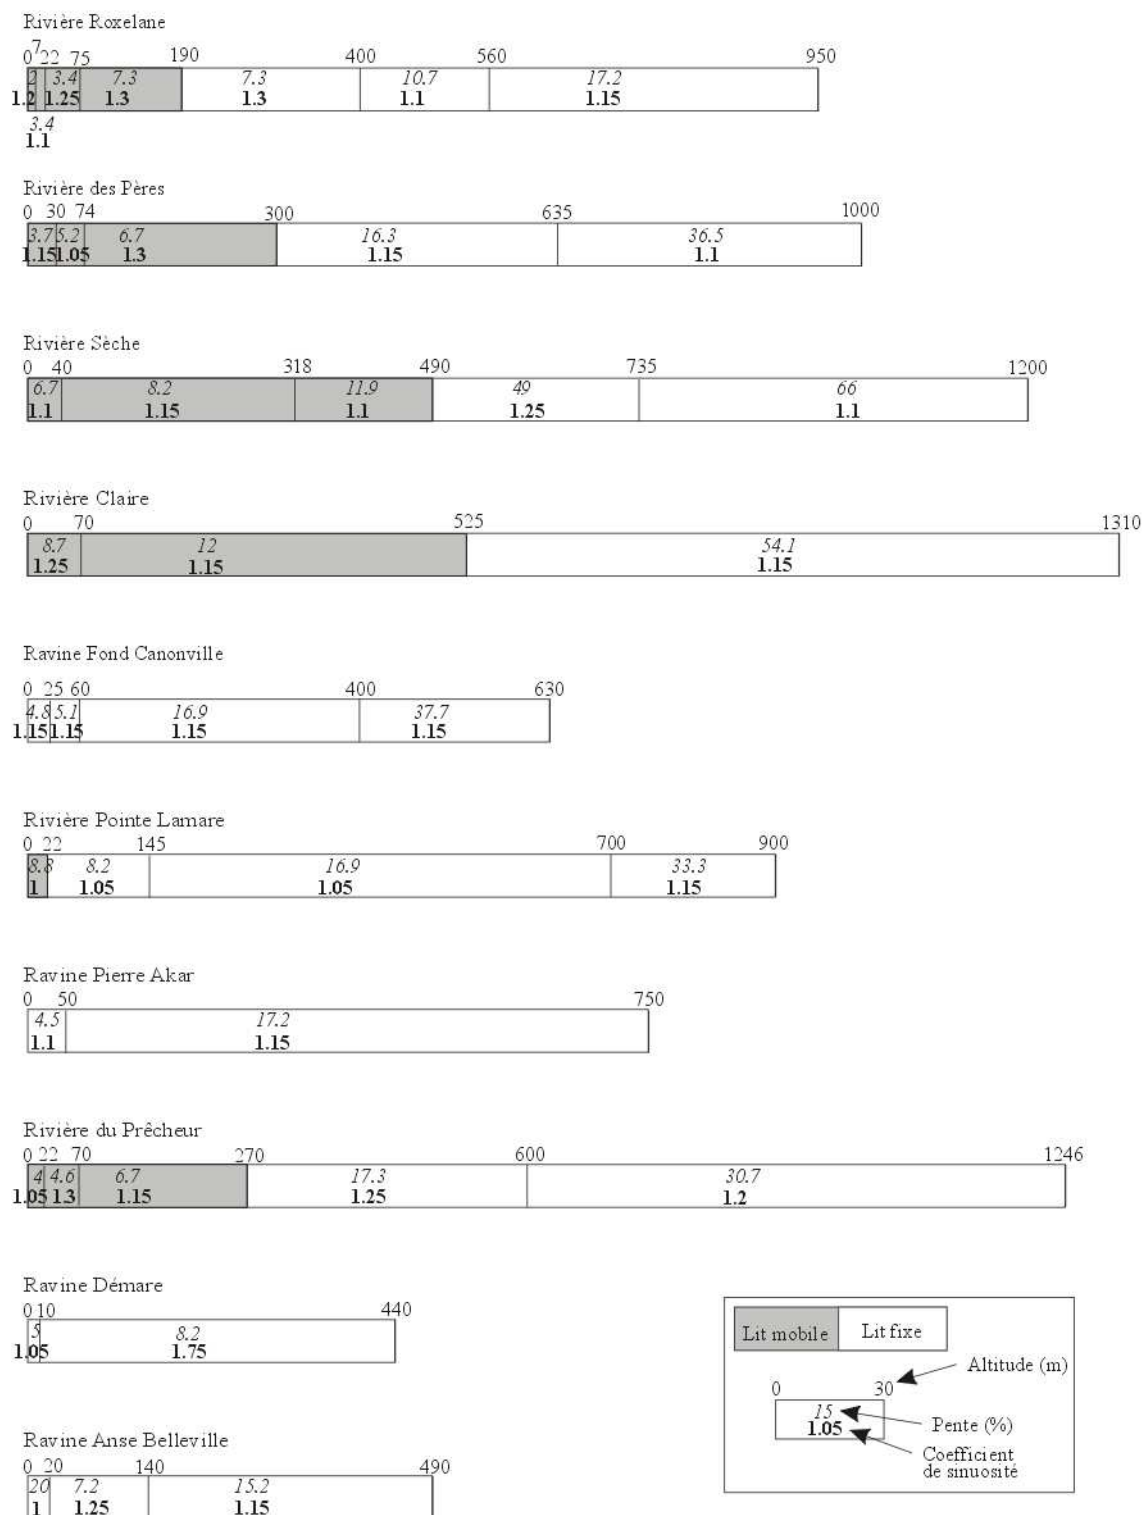 Rivière Roxelane
0 7 22 75 190 400 560 950
2 3.4 7.3 7.3 10.7 17.2
1.2 1.25 1.3 1.3 1.1 1.15
3.4
1.1
Rivière des Pères
0 30 74 300 635 1000
3.7 5.2 6.7 16.3 36.5
1.15 1.05 1.3 1.15 1.1
Rivière Sèche
0 40 318 490 735 1200
6.7 8.2 11.9 49 66
1.1 1.15 1.1 1.25 1.1
Rivière Claire
0 70 525 1310
8.7 12 54.1
1.25 1.15 1.15
Ravine Fond Canonville
0 25 60 400 630
4.8 5.1 16.9 37.7
1.15 1.15 1.15 1.15
Rivière Pointe Lamare
0 22 145 700 900
8.8 8.2 16.9 33.3
1 1.05 1.05 1.15
Ravine Pierre Akar
0 50 750
4.5 17.2
1.1 1.15
Rivière du Prêcheur
0 22 70 270 600 1246
4 4.6 6.7 17.3 30.7
1.05 1.3 1.15 1.25 1.2
Ravine Démare
0 10 440
5 8.2
1.05 1.75
Lit mobile Lit fixe
Altitude (m)
0 30
15
1.05
Pente (%)
Coefficient
de sinuosité
Ravine Anse Belleville
0 20 140 490
20 7.2 15.2
1 1.25 1.15